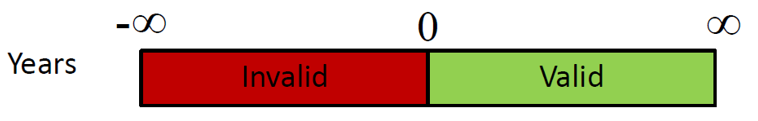 -∞ 0 ∞
Years Invalid Valid